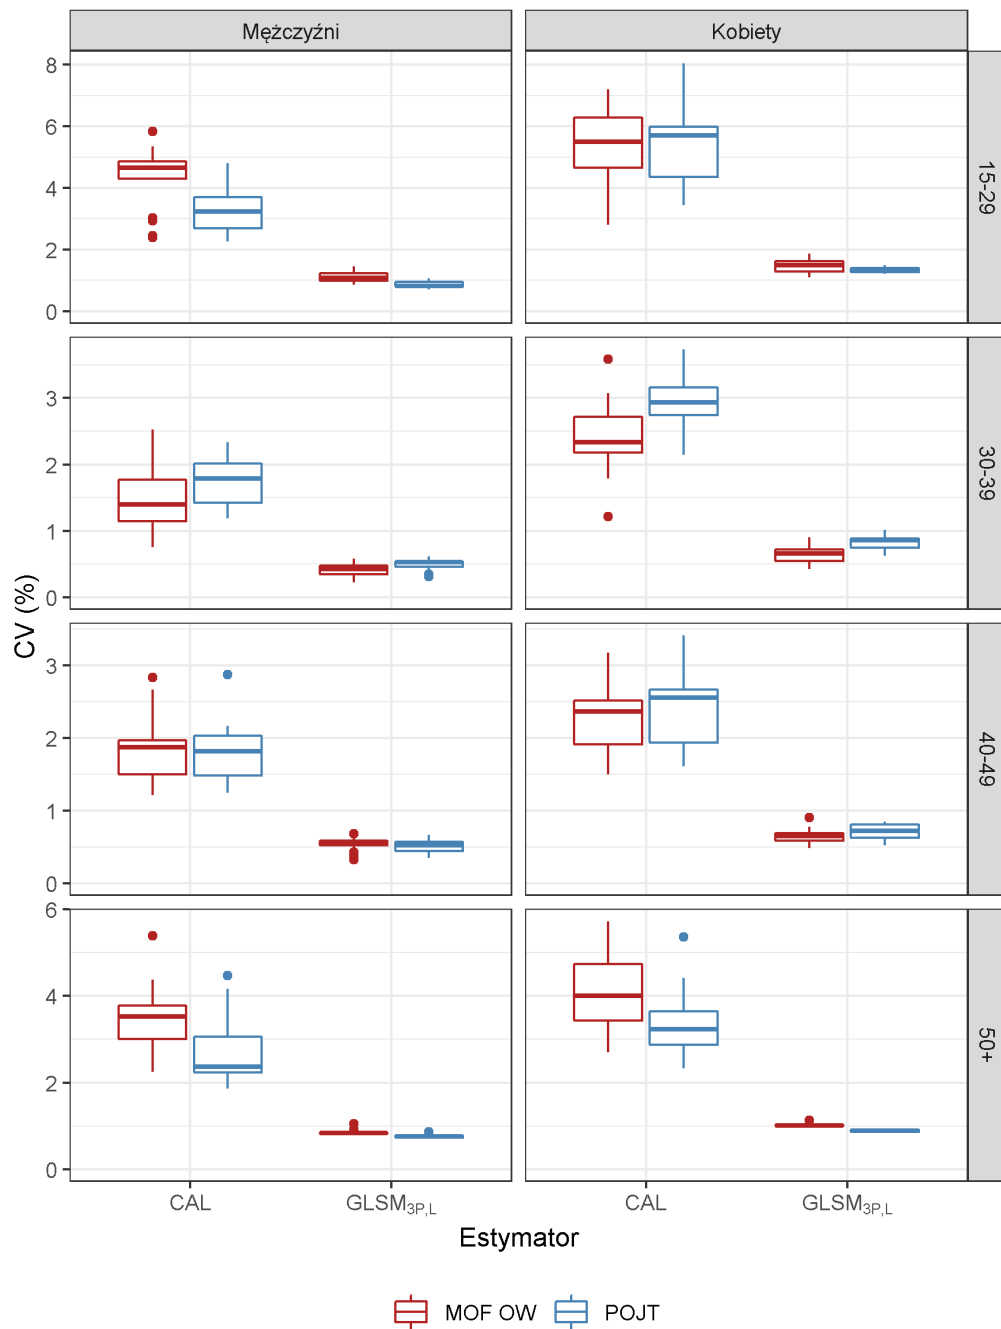 Mężczyźni
Kobiety
8
6
4
2
0
15-29
3
2
1
0
30-39
CV (%)
3
2
1
0
40-49
6
4
2
0
50+
CAL
GLSM3P,L
CAL
GLSM3P,L
Estymator
MOF OW
POJT